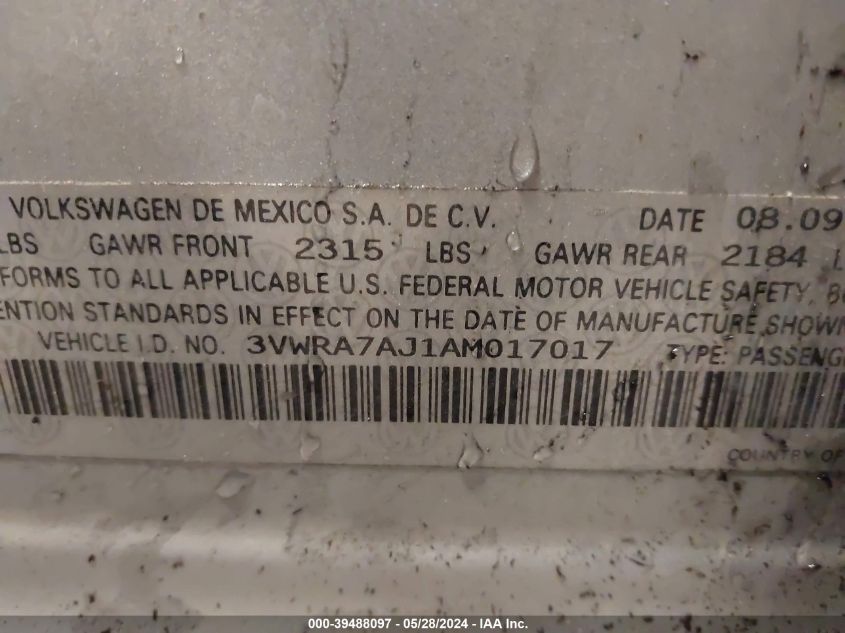 VOLKSWAGEN DE MEXICO S.A. DE C.V. DATE 08.09
LBS GAWR FRONT 2315 LBS GAWR REAR 2184
FORMS TO ALL APPLICABLE U.S. FEDERAL MOTOR VEHICLE SAFETY,
ENTION STANDARDS IN EFFECT ON THE DATE OF MANUFACTURE SHOWN
VEHICLE I.D. NO. 3VWRA7AJ1AM017017 TYPE: PASSENG
COUNTRY OF
000-39488097 - 05/28/2024 - IAA Inc.